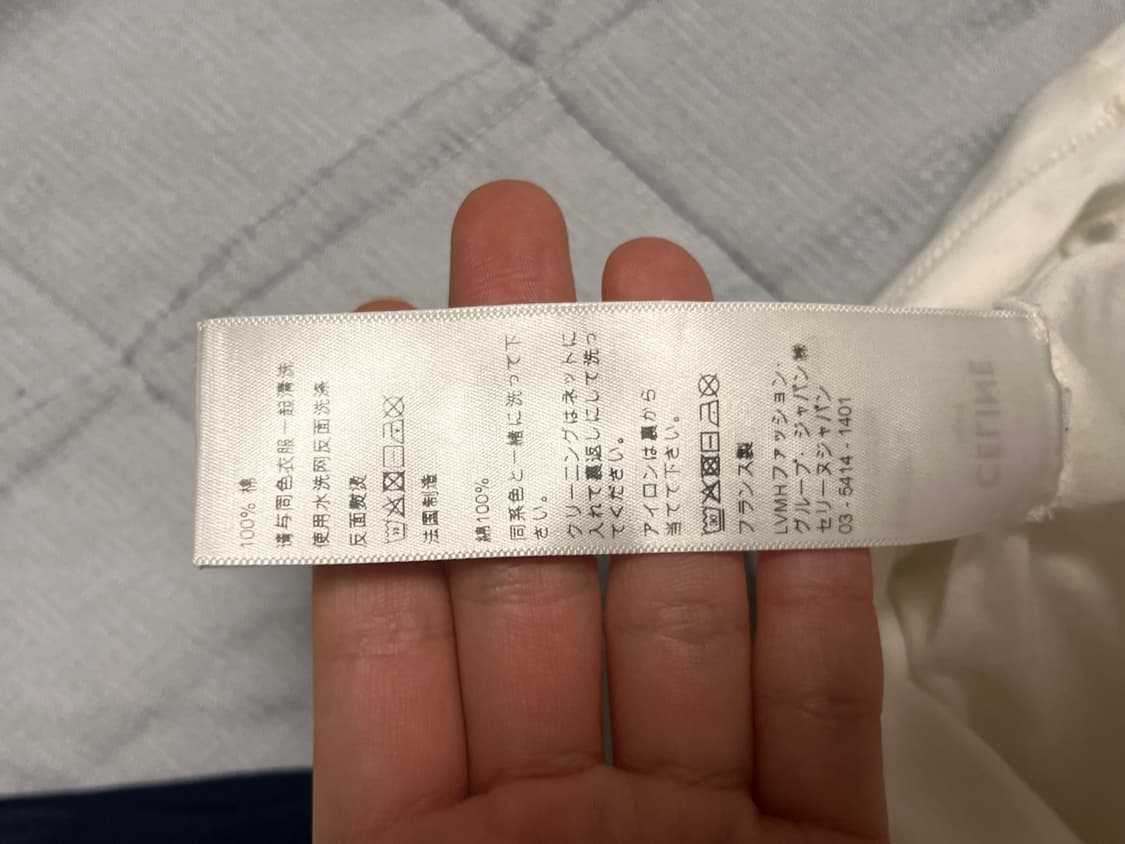 100% 棉
请与同色衣服一起清洗
使用水洗网反面洗涤
反面熨烫
法国制造
綿100%
同系色と一緒に洗って下
さい。
クリーニングはネットに
入れて裏返しにして洗っ
てください。
アイロンは裏から
当てて下さい。
フランス製
LVMHファッション・
グループ・ジャパン㈱
セリーヌジャパン
03 - 5414 - 1401
CELINE